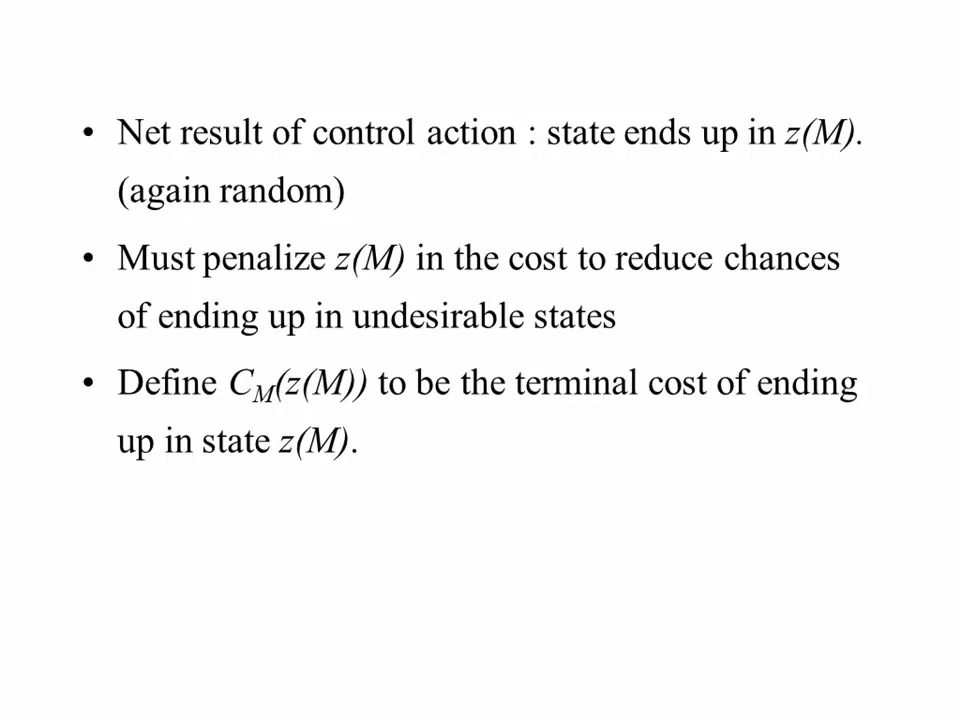 • Net result of control action : state ends up in z(M).
(again random)
• Must penalize z(M) in the cost to reduce chances
of ending up in undesirable states
• Define C_M(z(M)) to be the terminal cost of ending
up in state z(M).